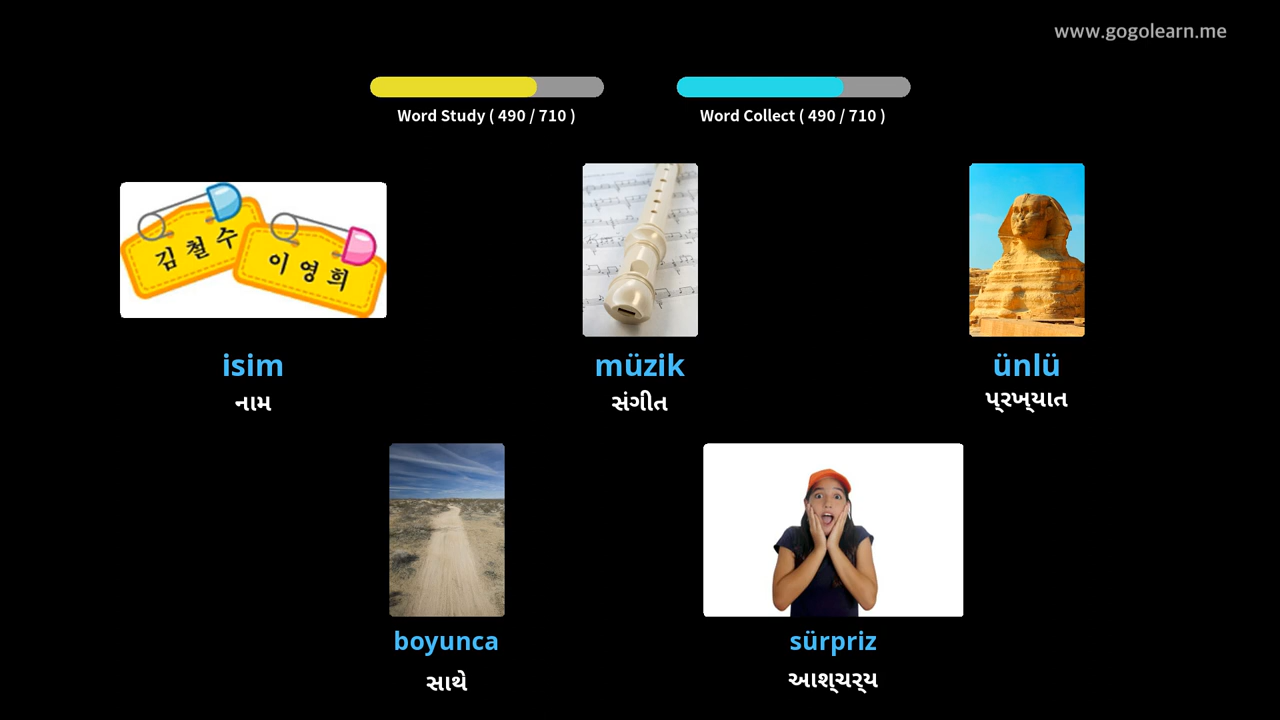 www.gogolearn.me
Word Study ( 490 / 710 )
Word Collect ( 490 / 710 )
김철수
이영희
isim
નામ
müzik
સંગીત
ünlü
પ્રખ્યાત
boyunca
સાથે
sürpriz
આશ્ચર્ય